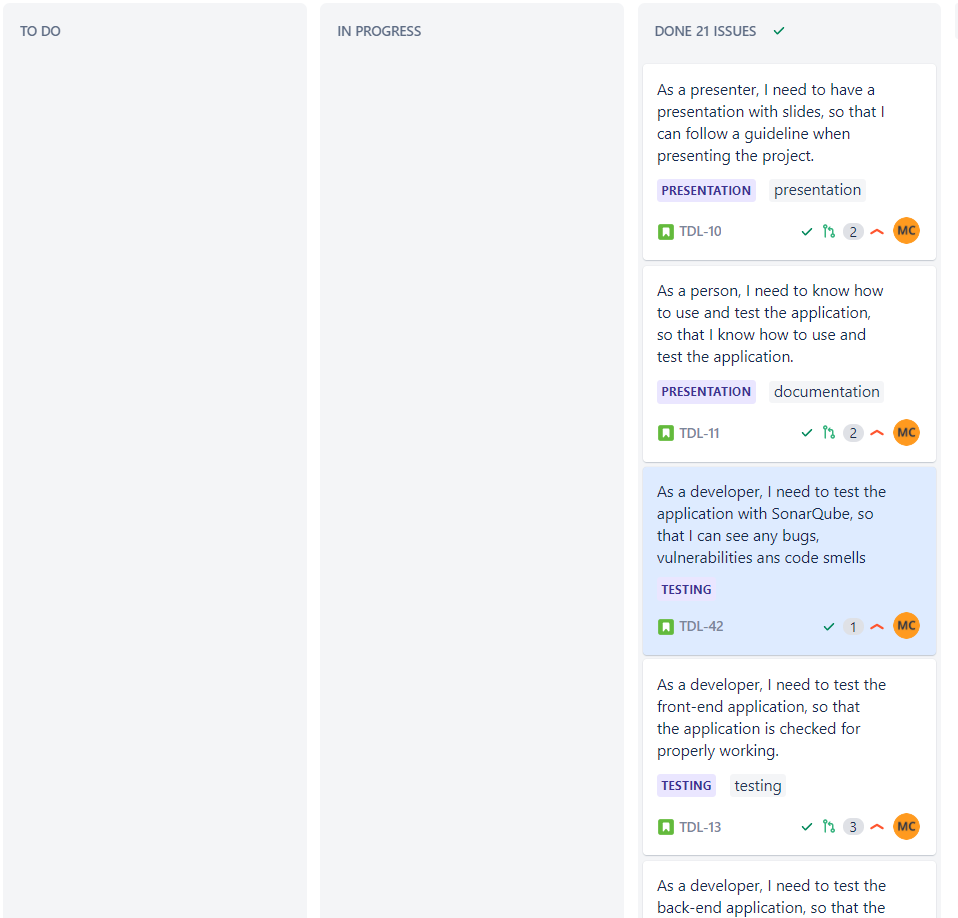 TO DO
IN PROGRESS
DONE 21 ISSUES
As a presenter, I need to have a
presentation with slides, so that I
can follow a guideline when
presenting the project.
PRESENTATION presentation
TDL-10 2 MC
As a person, I need to know how
to use and test the application,
so that I know how to use and
test the application.
PRESENTATION documentation
TDL-11 2 MC
As a developer, I need to test the
application with SonarQube, so
that I can see any bugs,
vulnerabilities ans code smells
TESTING
TDL-42 1 MC
As a developer, I need to test the
front-end application, so that
the application is checked for
properly working.
TESTING testing
TDL-13 3 MC
As a developer, I need to test the
back-end application, so that the